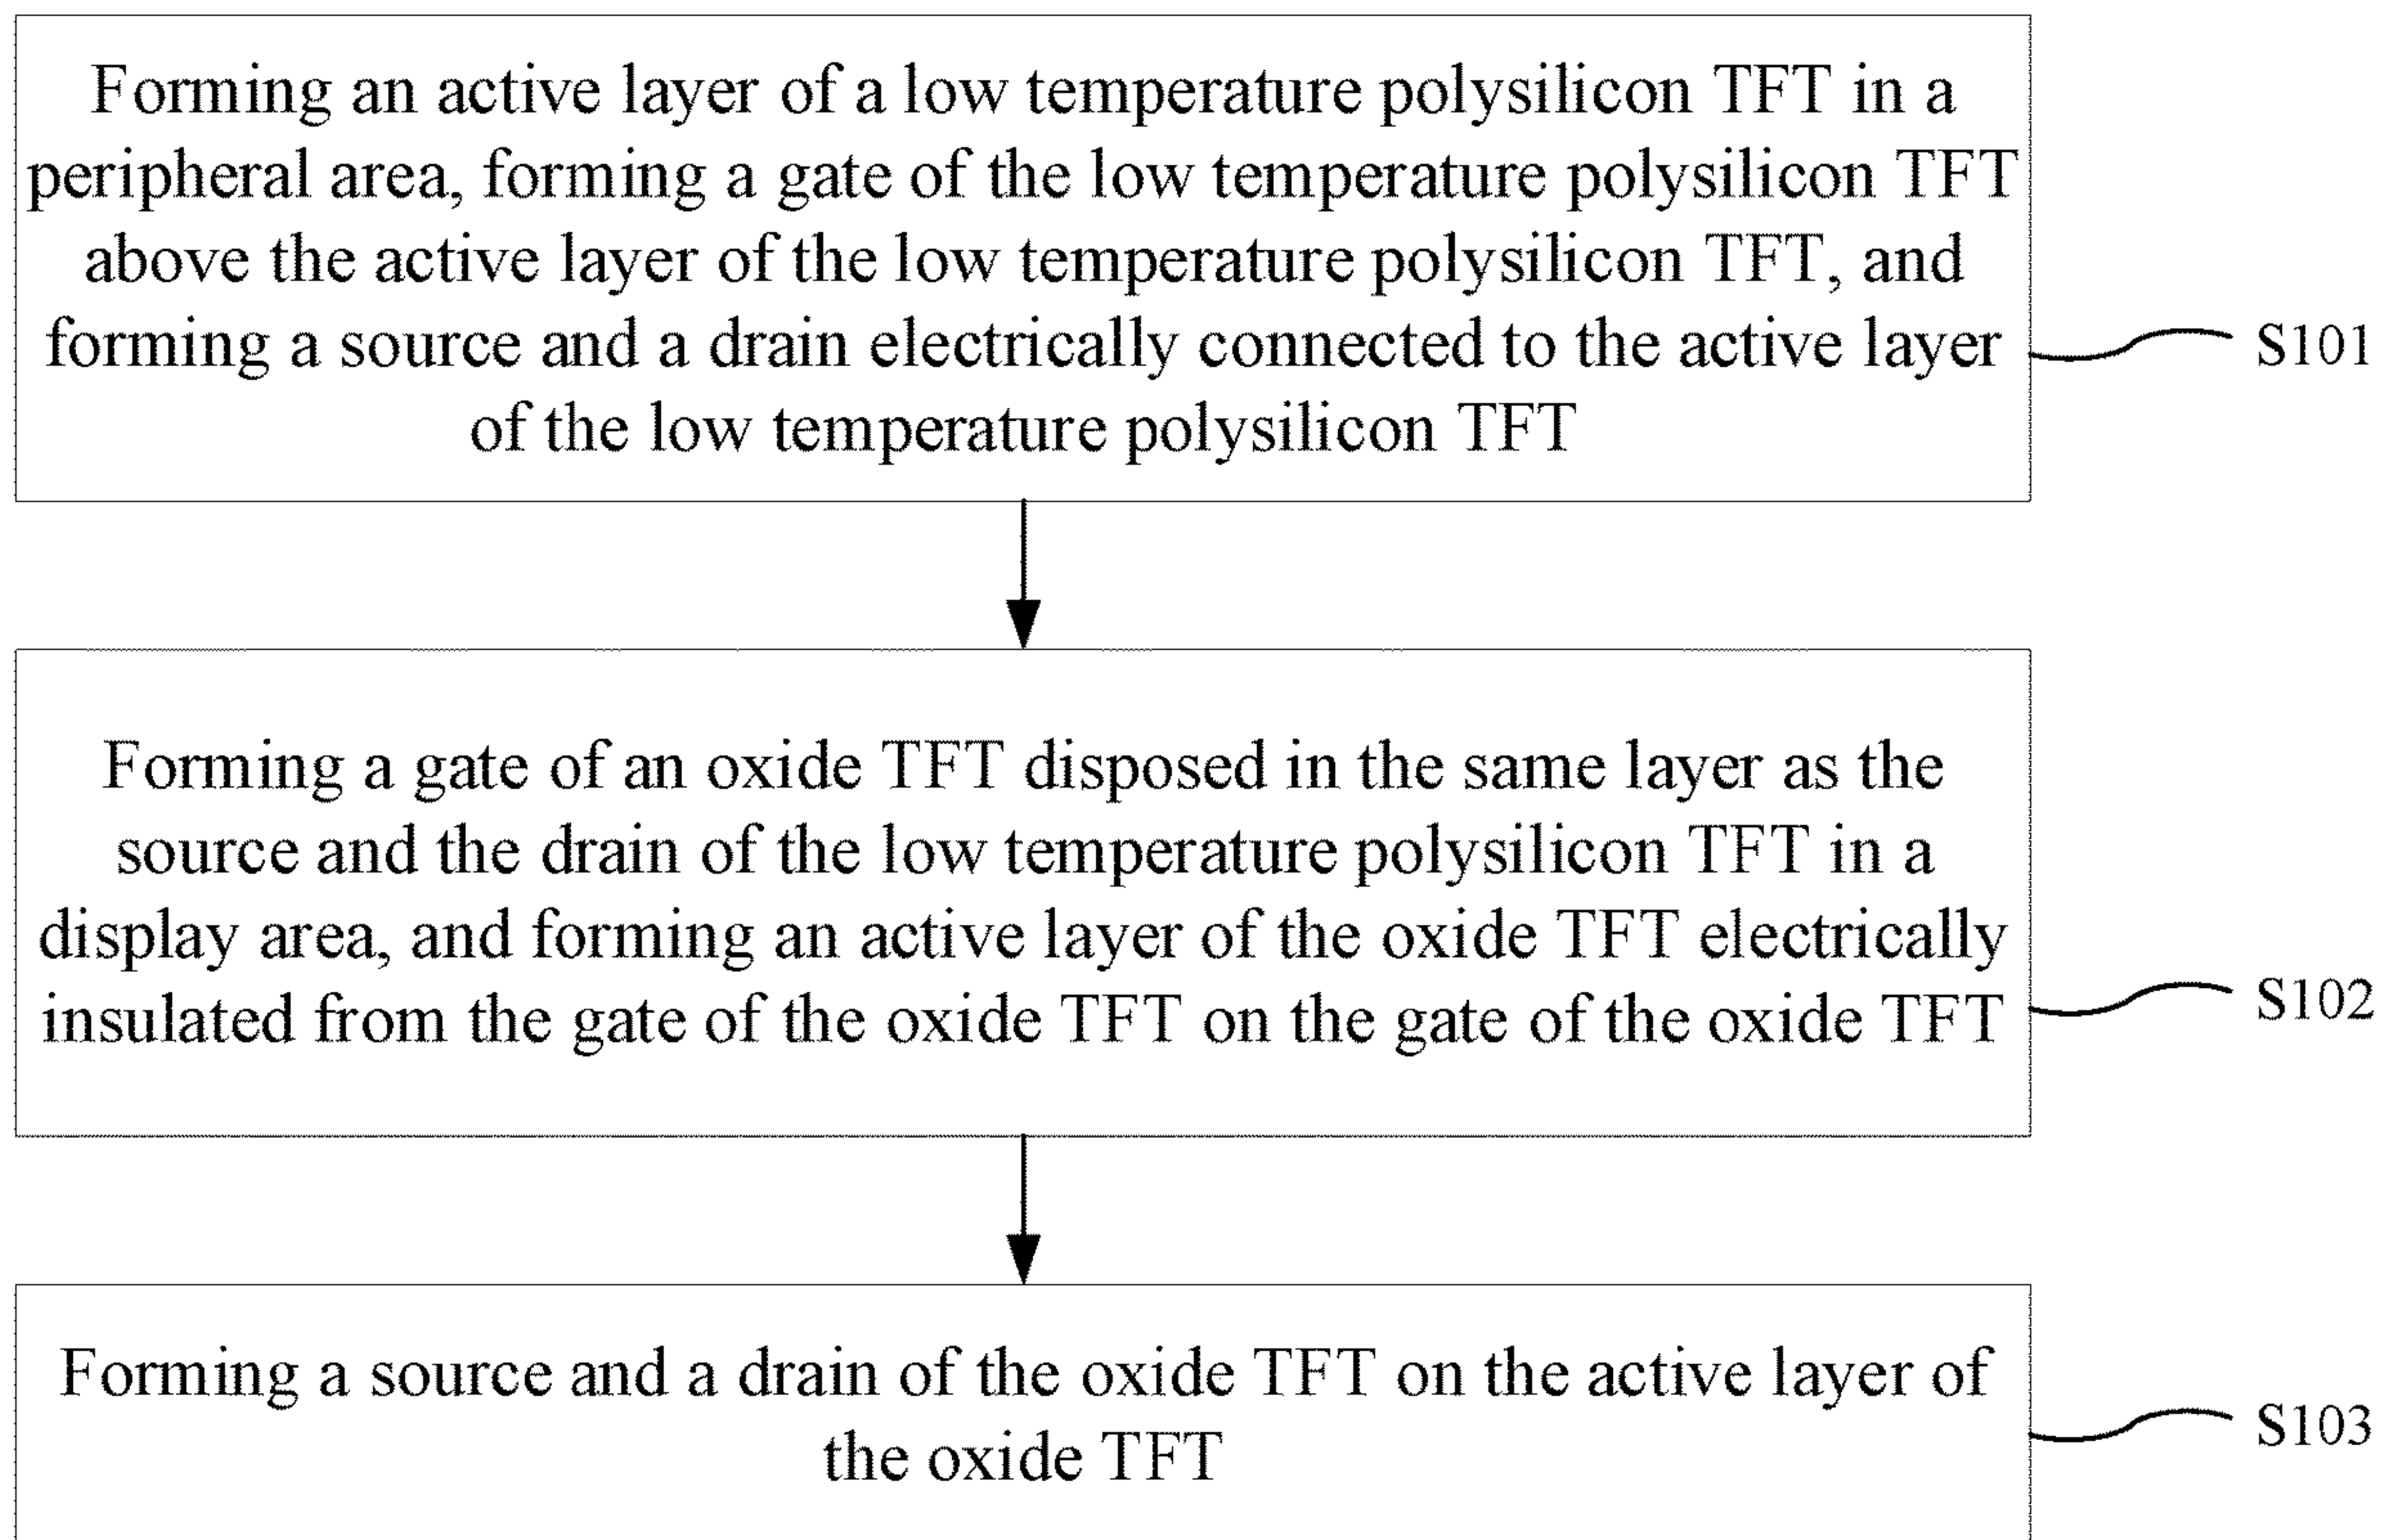 Forming an active layer of a low temperature polysilicon TFT in a
peripheral area, forming a gate of the low temperature polysilicon TFT
above the active layer of the low temperature polysilicon TFT, and
forming a source and a drain electrically connected to the active layer
of the low temperature polysilicon TFT
S101
Forming a gate of an oxide TFT disposed in the same layer as the
source and the drain of the low temperature polysilicon TFT in a
display area, and forming an active layer of the oxide TFT electrically
insulated from the gate of the oxide TFT on the gate of the oxide TFT
S102
Forming a source and a drain of the oxide TFT on the active layer of
the oxide TFT
S103